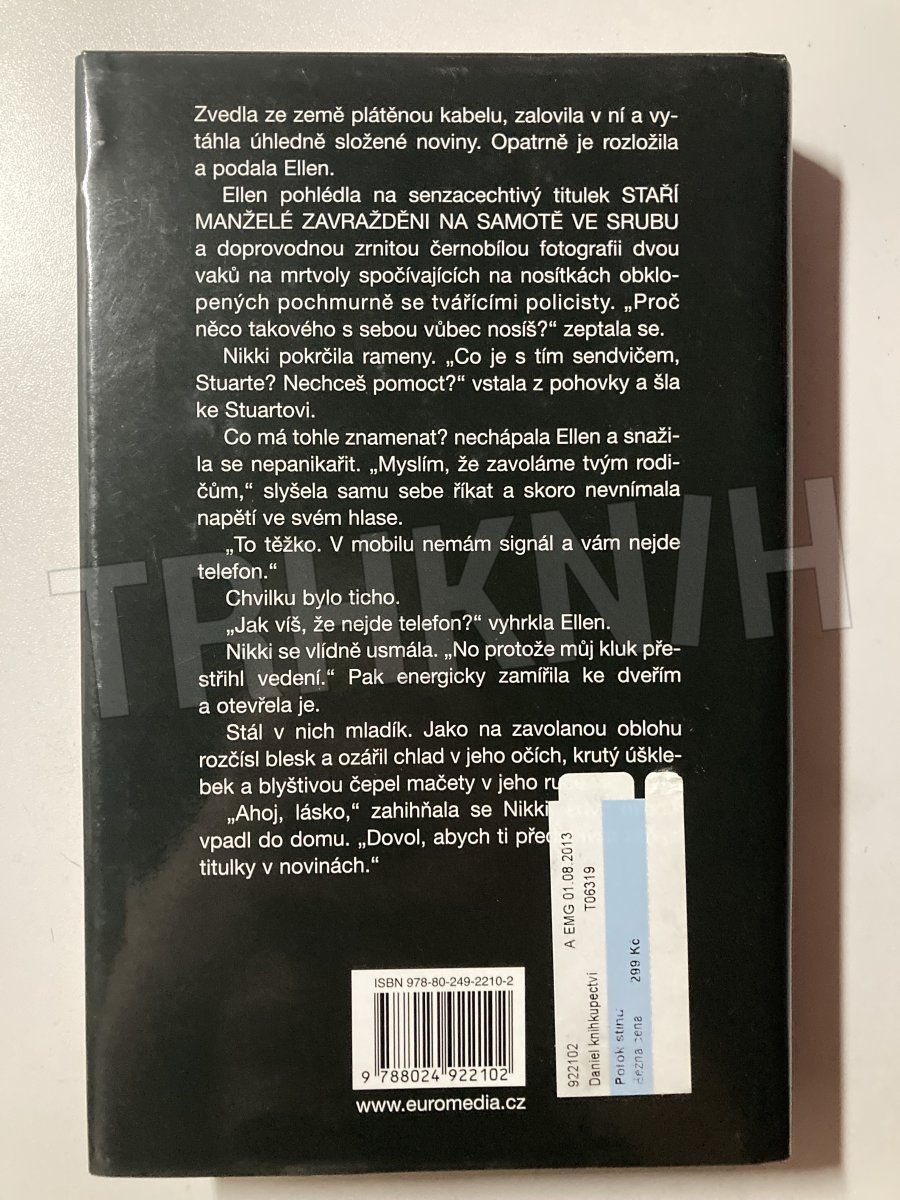 Zvedla ze země plátěnou kabelu, zalovila v ní a vy-
táhla úhledně složené noviny. Opatrně je rozložila
a podala Ellen.
Ellen pohlédla na senzacechtivý titulek STAŘÍ
MANŽELÉ ZAVRAŽDĚNI NA SAMOTĚ VE SRUBU
a doprovodnou zrnitou černobílou fotografii dvou
vaků na mrtvoly spočívajících na nosítkách obklo-
pených pochmurně se tvářícími policisty. „Proč
něco takového s sebou vůbec nosíš?“ zeptala se.
Nikki pokrčila rameny. „Co je s tím sendvičem,
Stuarte? Nechceš pomoct?“ vstala z pohovky a šla
ke Stuartovi.
Co má tohle znamenat? nechápala Ellen a snaži-
la se nepanikařit. „Myslím, že zavoláme tvým rodi-
čům,“ slyšela samu sebe říkat a skoro nevnímala
napětí ve svém hlase.
„To těžko. V mobilu nemám signál a vám nejde
telefon.“
Chvilku bylo ticho.
„Jak víš, že nejde telefon?“ vyhrkla Ellen.
Nikki se vlídně usmála. „No protože můj kluk pře-
střihl vedení.“ Pak energicky zamířila ke dveřím
a otevřela je.
Stál v nich mladík. Jako na zavolanou oblohu
rozčísl blesk a ozářil chlad v jeho očích, krutý úškle-
bek a blyštivou čepel mačety v jeho
„Ahoj, lásko,“ zahihňala se Nikki
vpadl do domu. „Dovol, abych ti
titulky v novinách.“
ISBN 978-80-249-2210-2
9 788024 922102
www.euromedia.cz
922102 A EMG 01.08.2013
Daniel knihkupectví T06319
Potok stínů
Běžná cena 299 Kč
TRHKNIH